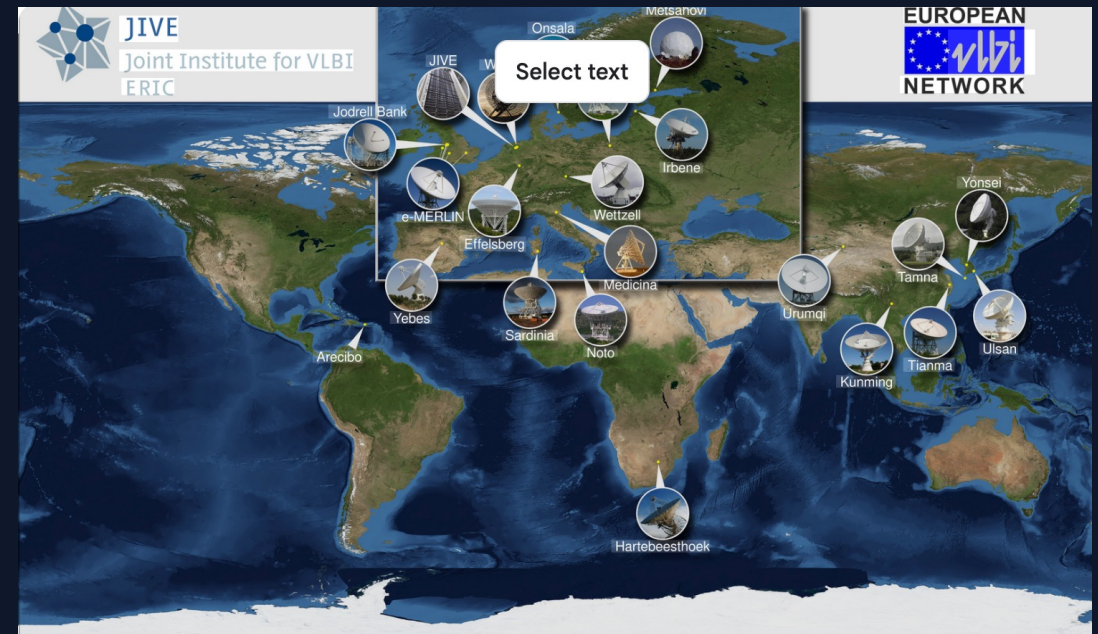 JIVE
Joint Institute for VLBI
ERIC
EUROPEAN
vlbi
NETWORK
Metsahovi
Onsala
Select text
JIVE
Jodrell Bank
Irbene
e-MERLIN
Wettzell
Effelsberg
Medicina
Yebes
Sardinia
Noto
Arecibo
Yonsei
Tamna
Urumqi
Ulsan
Tianma
Kunming
Hartebeesthoek